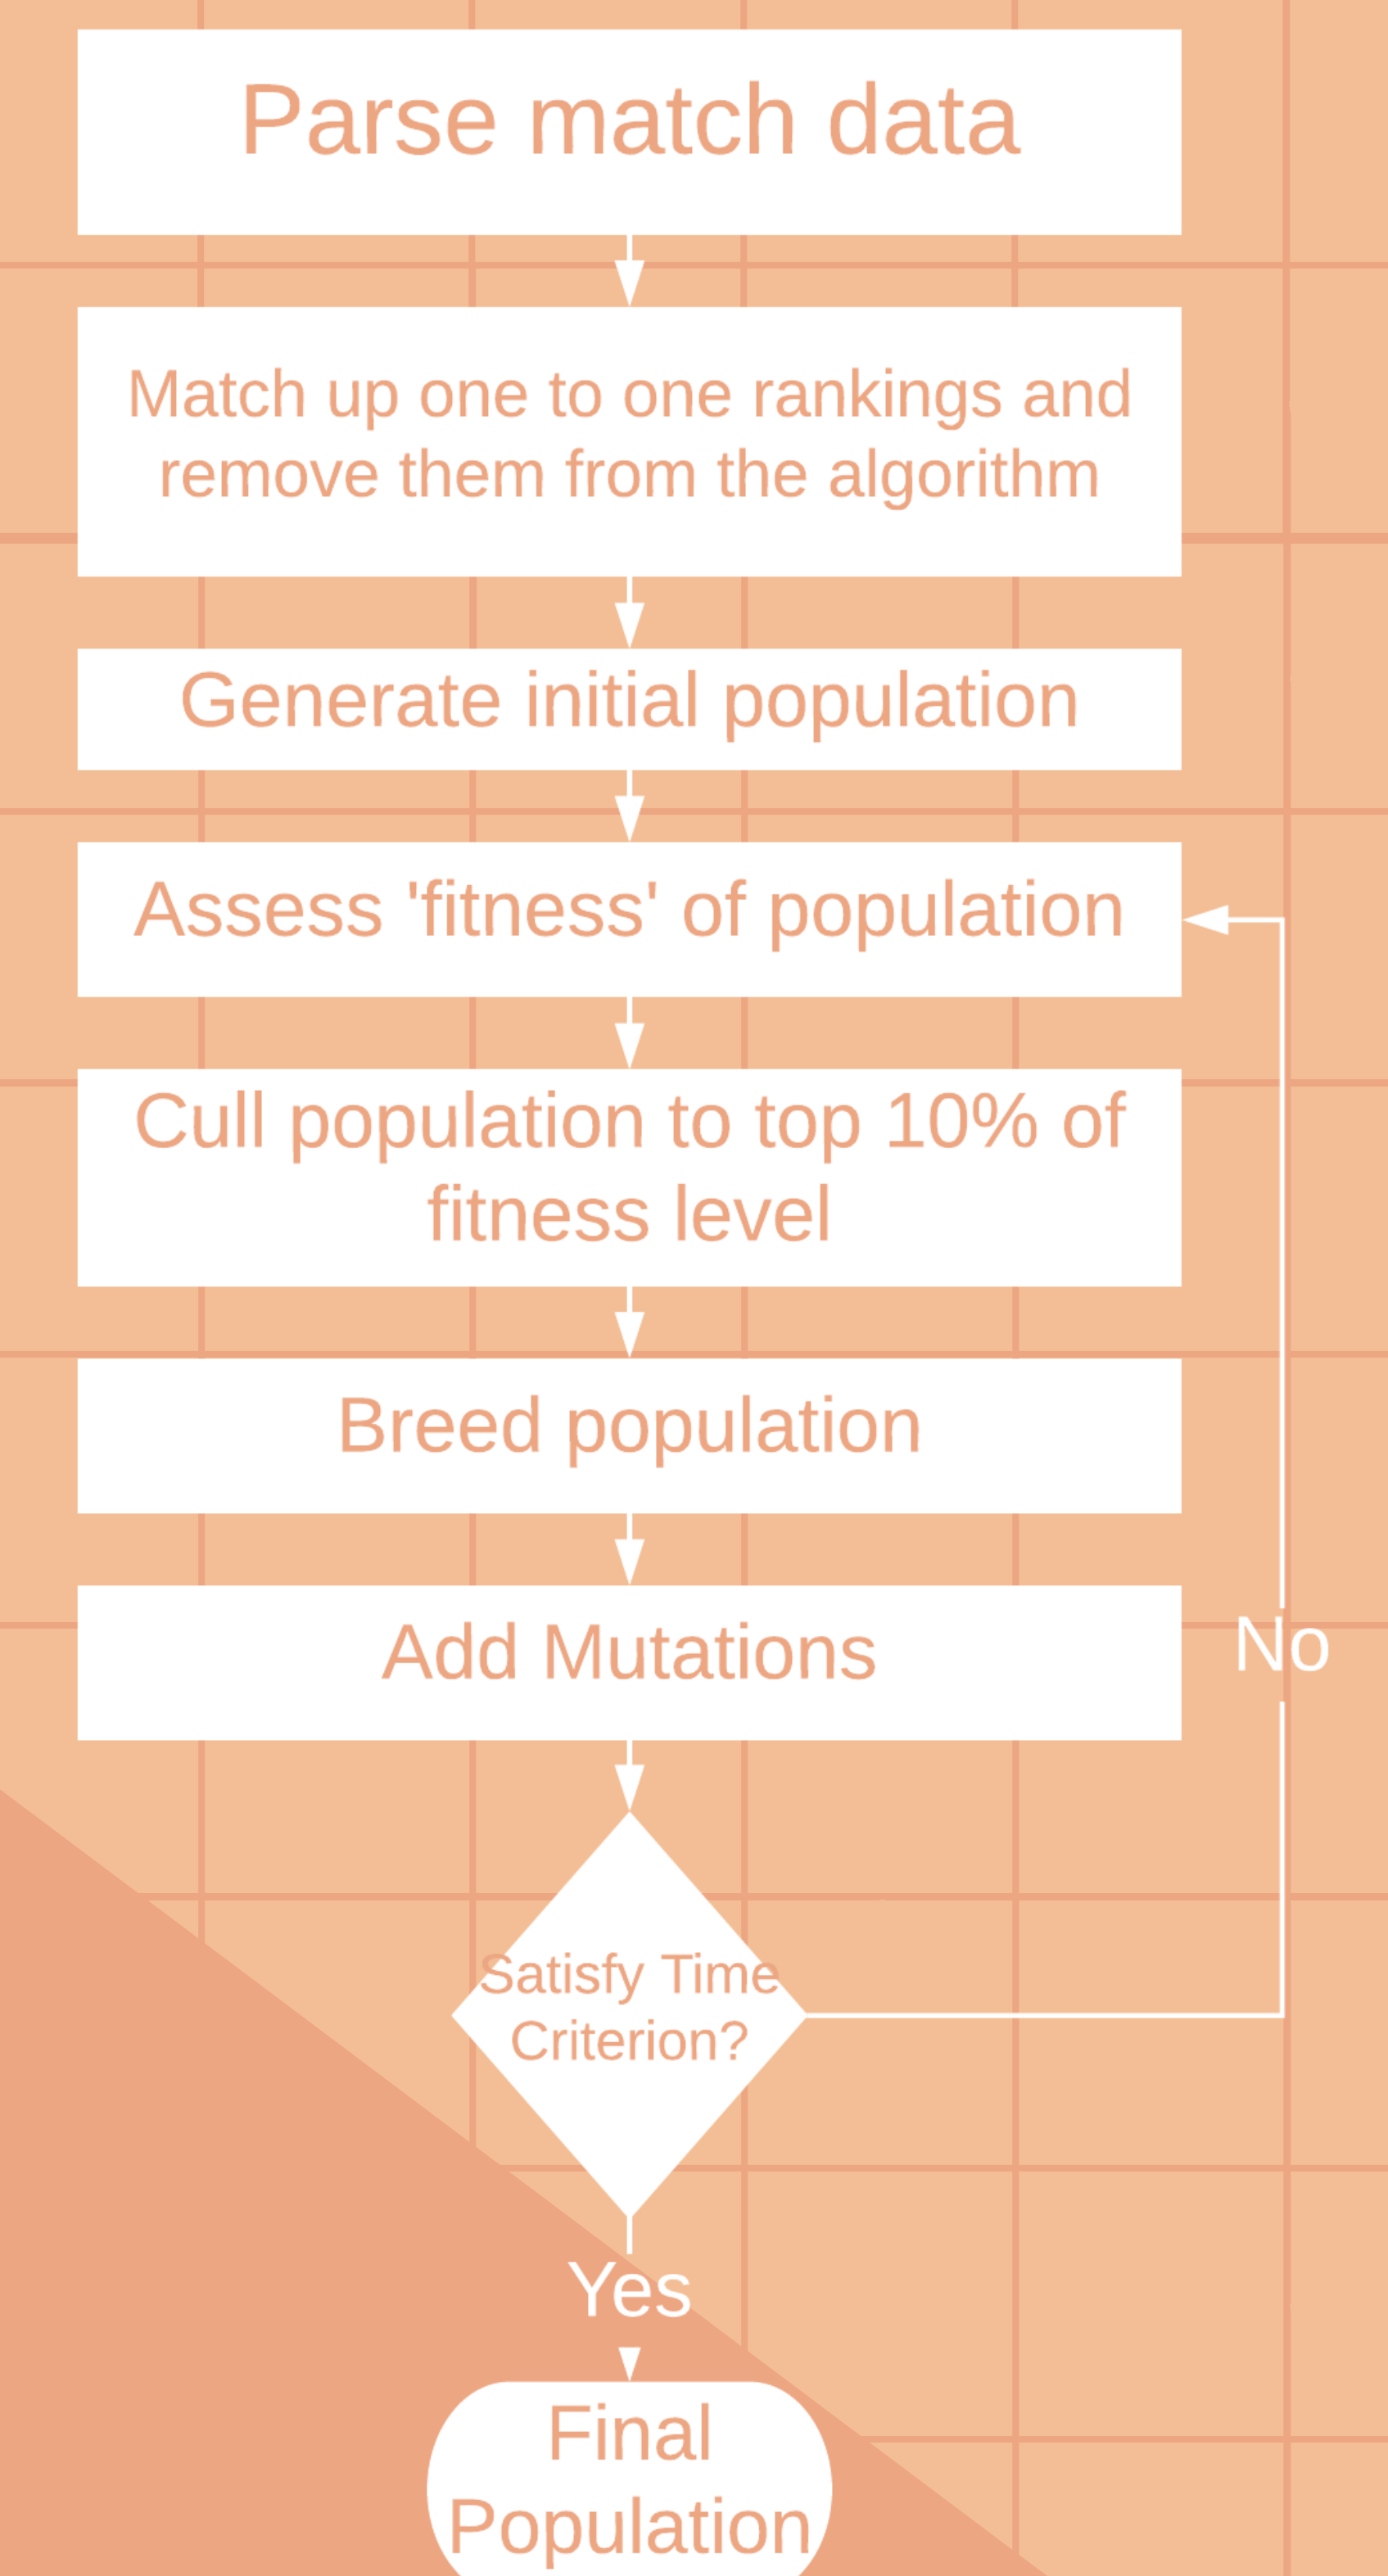 Parse match data
Match up one to one rankings and
remove them from the algorithm
Generate initial population
Assess 'fitness' of population
Cull population to top 10% of
fitness level
Breed population
Add Mutations
No
Satisfy Time
Criterion?
Yes
Final
Population